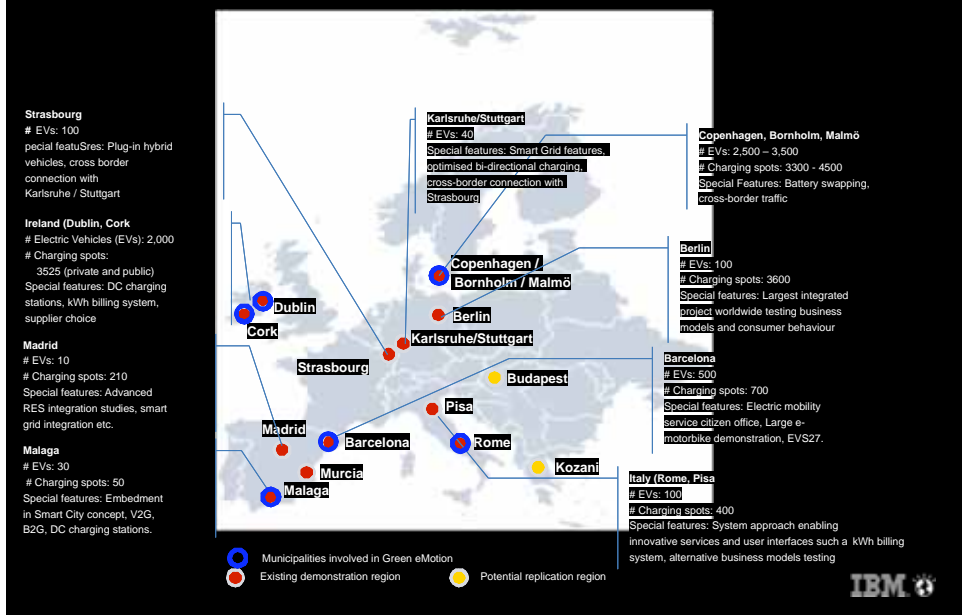 Strasbourg
# EVs: 100
pecial featuSres: Plug-in hybrid
vehicles, cross border
connection with
Karlsruhe / Stuttgart
Ireland (Dublin, Cork
# Electric Vehicles (EVs): 2,000
# Charging spots:
3525 (private and public)
Special features: DC charging
stations, kWh billing system,
supplier choice
Madrid
# EVs: 10
# Charging spots: 210
Special features: Advanced
RES integration studies, smart
grid integration etc.
Malaga
# EVs: 30
# Charging spots: 50
Special features: Embedment
in Smart City concept, V2G,
B2G, DC charging stations.
Karlsruhe/Stuttgart
# EVs: 40
Special features: Smart Grid features,
optimised bi-directional charging,
cross-border connection with
Strasbourg
Copenhagen /
Bornholm / Malmö
Dublin
Cork
Berlin
Karlsruhe/Stuttgart
Strasbourg
Budapest
Pisa
Madrid
Barcelona
Rome
Murcia
Kozani
Malaga
Copenhagen, Bornholm, Malmö
# EVs: 2,500 – 3,500
# Charging spots: 3300 - 4500
Special Features: Battery swapping,
cross-border traffic
Berlin
# EVs: 100
# Charging spots: 3600
Special features: Largest integrated
project worldwide testing business
models and consumer behaviour
Barcelona
# EVs: 500
# Charging spots: 700
Special features: Electric mobility
service citizen office, Large e-
motorbike demonstration, EVS27.
Italy (Rome, Pisa
# EVs: 100
# Charging spots: 400
Special features: System approach enabling
innovative services and user interfaces such a kWh billing
system, alternative business models testing
Municipalities involved in Green eMotion
Existing demonstration region
Potential replication region
IBM